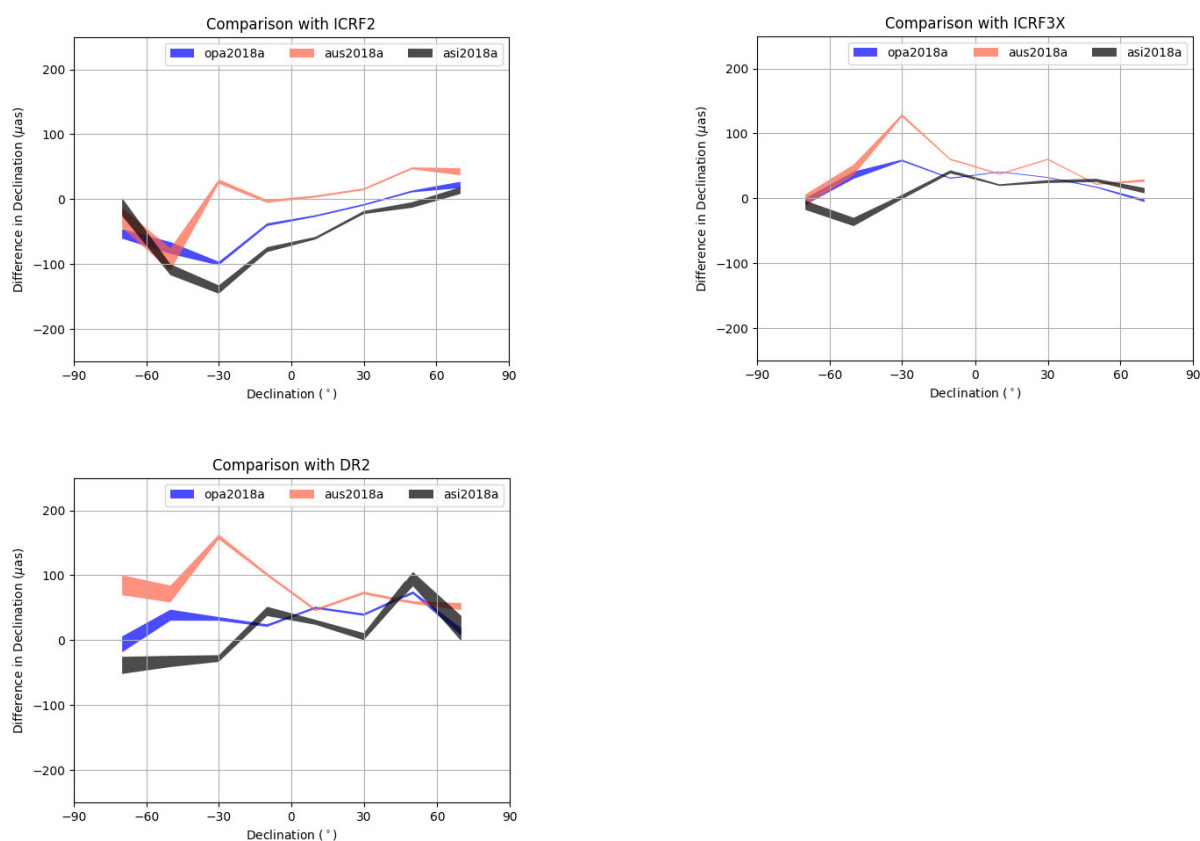 Comparison with ICRF2
opa2018a aus2018a asi2018a
Difference in Declination (μas)
200
100
0
−100
−200
−90 −60 −30 0 30 60 90
Declination (°)
Comparison with ICRF3X
opa2018a aus2018a asi2018a
Difference in Declination (μas)
200
100
0
−100
−200
−90 −60 −30 0 30 60 90
Declination (°)
Comparison with DR2
opa2018a aus2018a asi2018a
Difference in Declination (μas)
200
100
0
−100
−200
−90 −60 −30 0 30 60 90
Declination (°)